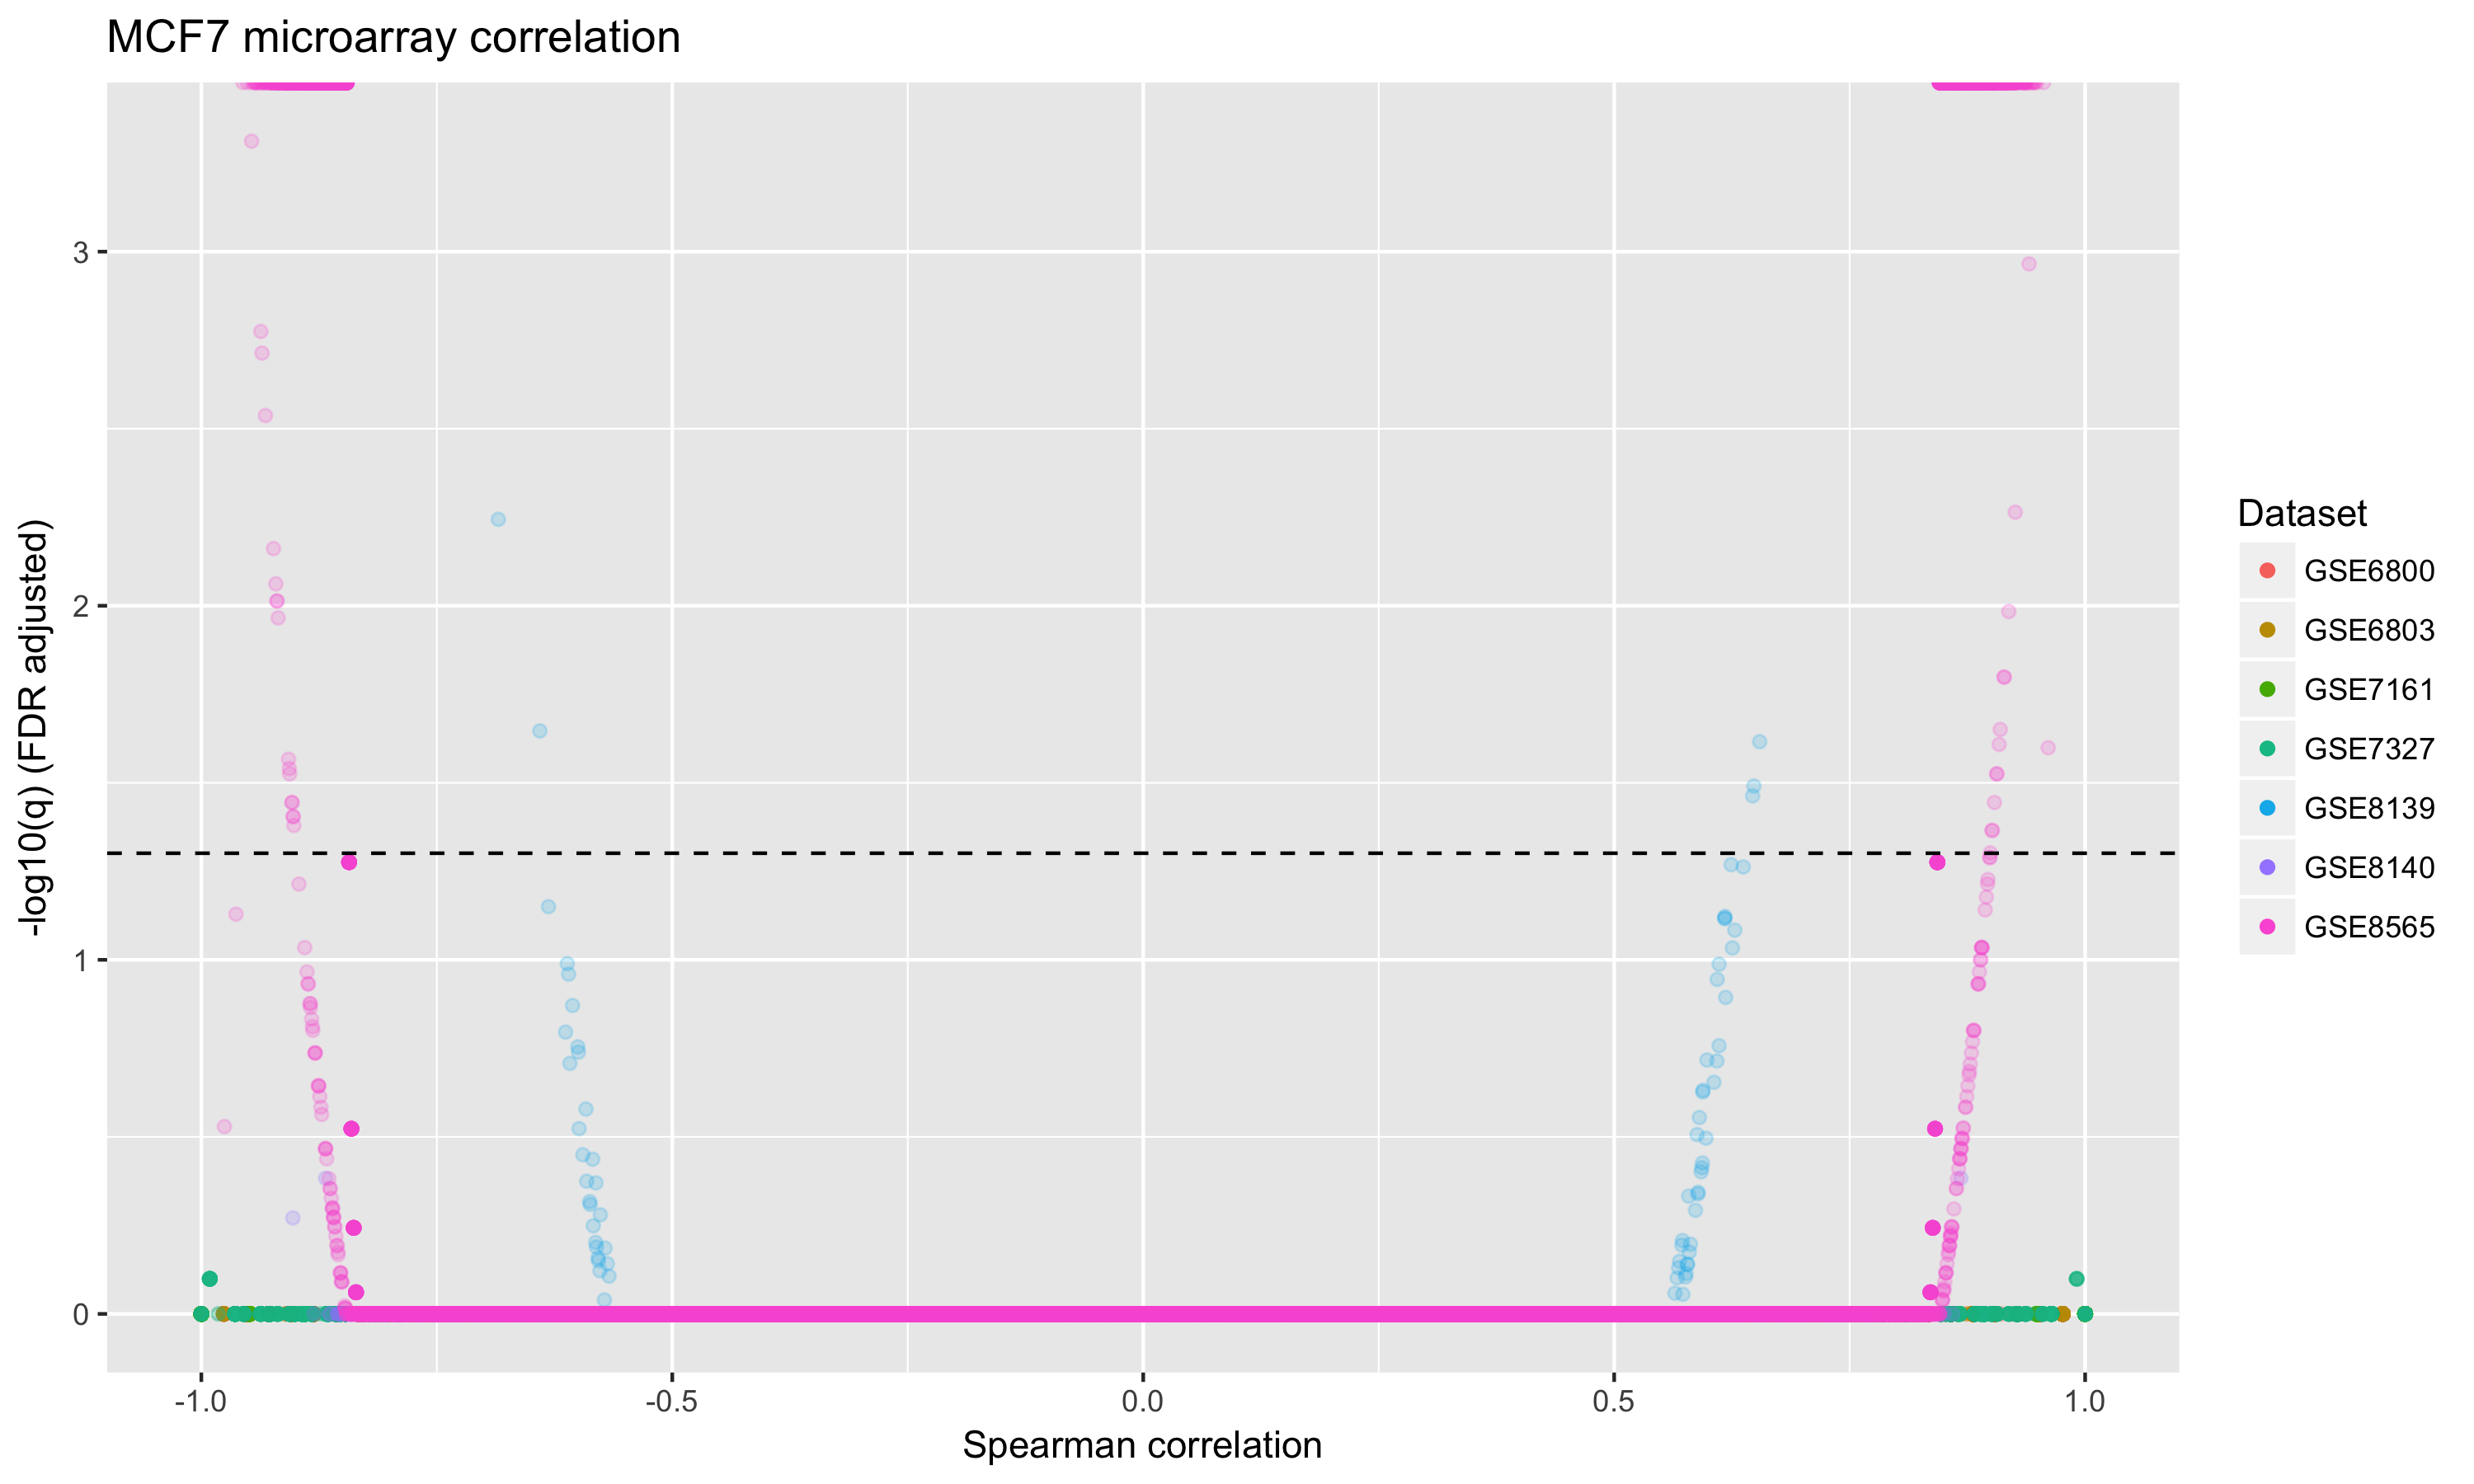 MCF7 microarray correlation
-log10(q) (FDR adjusted)
3
2
1
0
-1.0
-0.5
0.0
0.5
1.0
Spearman correlation
Dataset
GSE6800
GSE6803
GSE7161
GSE7327
GSE8139
GSE8140
GSE8565